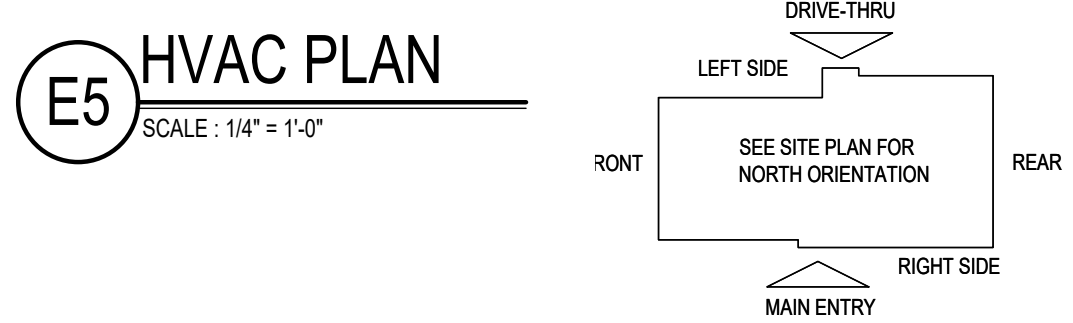 E5
HVAC PLAN
SCALE : 1/4" = 1'-0"
DRIVE-THRU
LEFT SIDE
RONT
SEE SITE PLAN FOR
NORTH ORIENTATION
REAR
RIGHT SIDE
MAIN ENTRY